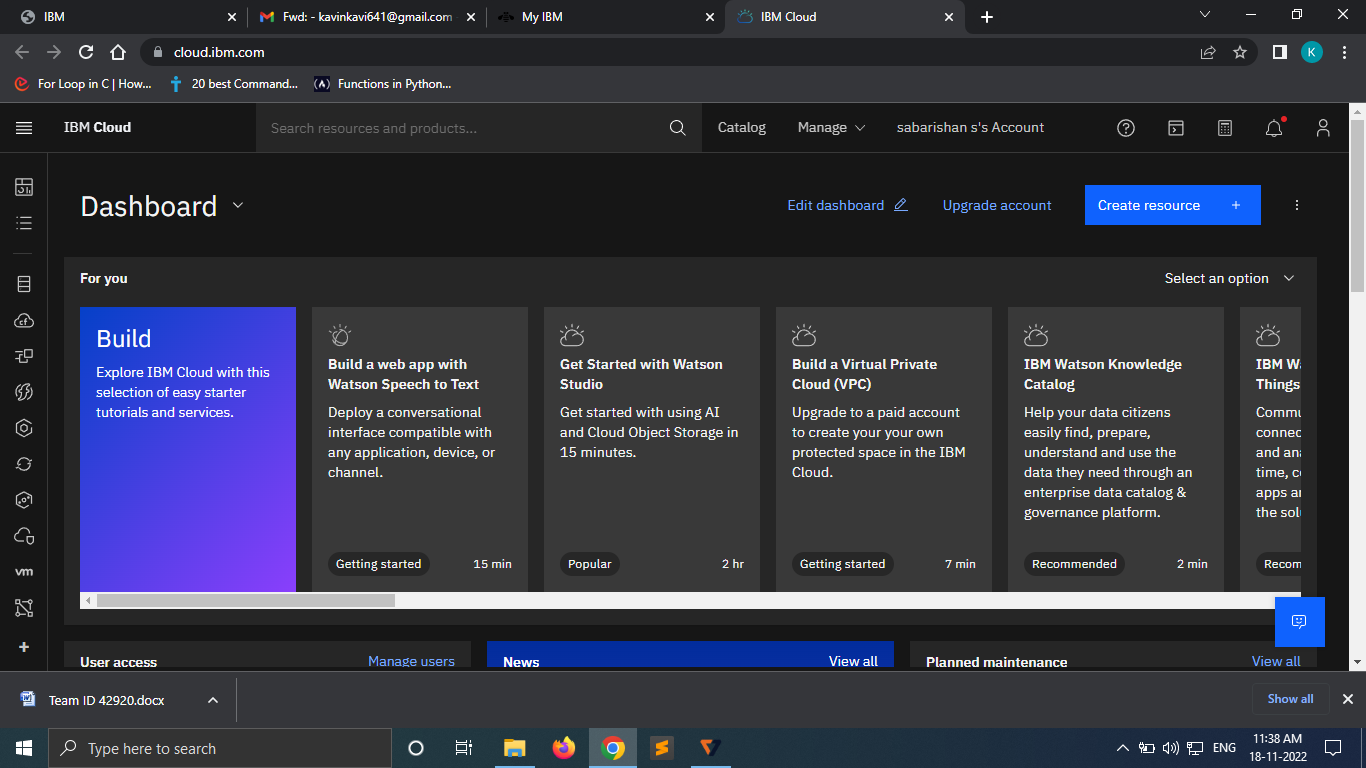 IBM
Fwd: - kavinkavi641@gmail.com
My IBM
IBM Cloud
cloud.ibm.com
K
For Loop in C | How...
20 best Command...
Functions in Python...
IBM Cloud
Search resources and products...
Catalog
Manage
sabarishan s's Account
Dashboard
Edit dashboard
Upgrade account
Create resource +
For you
Select an option
Build
Explore IBM Cloud with this
selection of easy starter
tutorials and services.
Build a web app with
Watson Speech to Text
Deploy a conversational
interface compatible with
any application, device, or
channel.
Getting started 15 min
Get Started with Watson
Studio
Get started with using AI
and Cloud Object Storage in
15 minutes.
Popular 2 hr
Build a Virtual Private
Cloud (VPC)
Upgrade to a paid account
to create your your own
protected space in the IBM
Cloud.
Getting started 7 min
IBM Watson Knowledge
Catalog
Help your data citizens
easily find, prepare,
understand and use the
data they need through an
enterprise data catalog &
governance platform.
Recommended 2 min
IBM W
Things
Commu
connec
and ana
time, c
apps a
the sol
Recom
cf
vm
User access
Manage users
News
View all
Planned maintenance
View all
Team ID 42920.docx
Show all
Type here to search
ENG
11:38 AM
18-11-2022